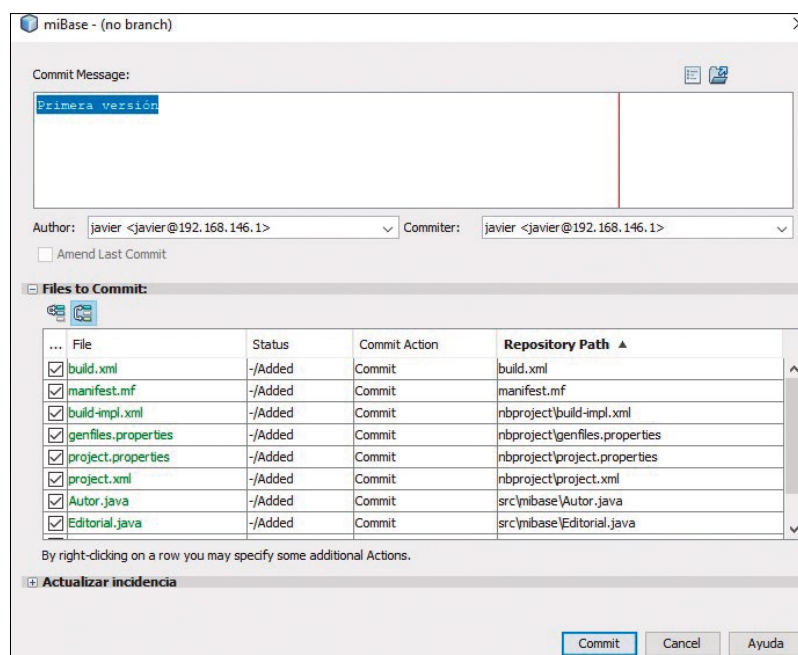 miBase - (no branch)
Commit Message:
Primera versión
Author: javier <javier@192.168.146.1> Commiter: javier <javier@192.168.146.1>
Amend Last Commit
Files to Commit:
... File Status Commit Action Repository Path
build.xml -/Added Commit build.xml
manifest.mf -/Added Commit manifest.mf
build-impl.xml -/Added Commit nbproject\build-impl.xml
genfiles.properties -/Added Commit nbproject\genfiles.properties
project.properties -/Added Commit nbproject\project.properties
project.xml -/Added Commit nbproject\project.xml
Autor.java -/Added Commit src\mibase\Autor.java
Editorial.java -/Added Commit src\mibase\Editorial.java
By right-clicking on a row you may specify some additional Actions.
Actualizar incidencia
Commit Cancel Ayuda